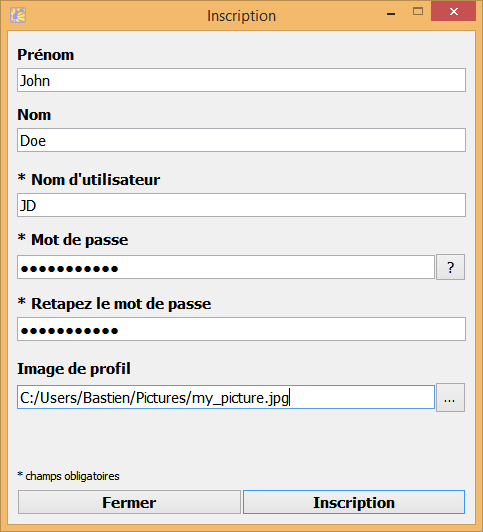 Inscription
Prénom
John
Nom
Doe
* Nom d'utilisateur
JD
* Mot de passe
●●●●●●●●●●● ?
* Retapez le mot de passe
●●●●●●●●●●●
Image de profil
C:/Users/Bastien/Pictures/my_picture.jpg ...
* champs obligatoires
Fermer Inscription